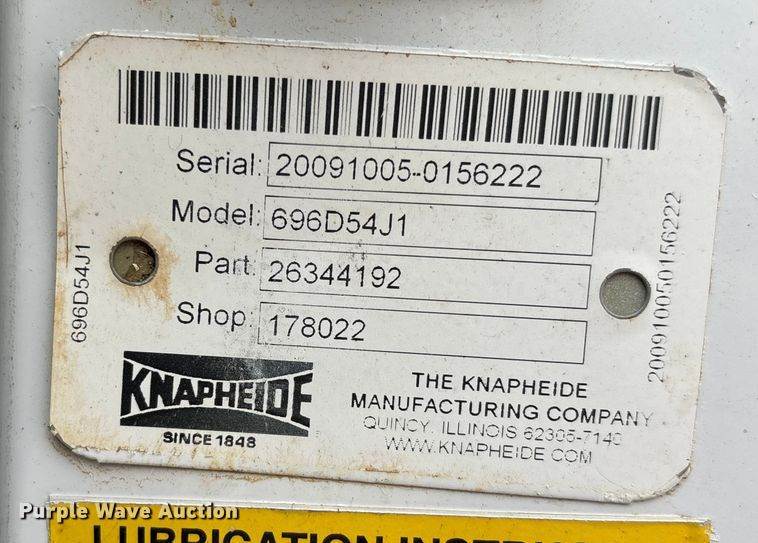 Serial: 20091005-0156222
Model: 696D54J1
Part: 26344192
Shop: 178022
696D54J1
200910050156222
KNAPHEIDE
SINCE 1848
THE KNAPHEIDE
MANUFACTURING COMPANY
QUINCY, ILLINOIS 62305-7140
WWW.KNAPHEIDE.COM
Purple Wave Auction